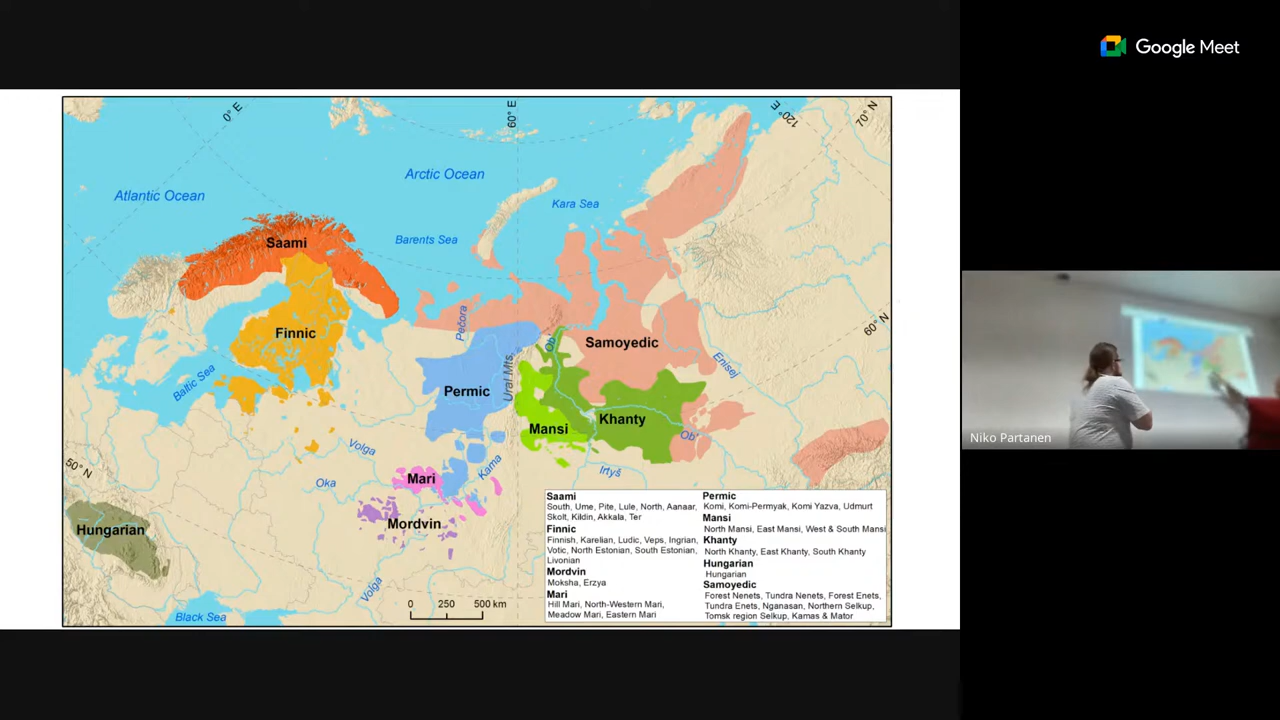 Google Meet
0° E
60° E
120° E
70° N
Atlantic Ocean
Arctic Ocean
Kara Sea
Barents Sea
Saami
Finnic
Pečora
Ob
Samoyedic
60° N
Enisej
Baltic Sea
Ural Mts.
Permic
Khanty
Mansi
Ob'
Volga
50° N
Kama
Irtyš
Mari
Oka
Mordvin
Hungarian
Volga
Black Sea
0 250 500 km
Saami
South, Ume, Pite, Lule, North, Aanaar,
Skolt, Kildin, Akkala, Ter
Finnic
Finnish, Karelian, Ludic, Veps, Ingrian,
Votic, North Estonian, South Estonian,
Livonian
Mordvin
Moksha, Erzya
Mari
Hill Mari, North-Western Mari,
Meadow Mari, Eastern Mari
Permic
Komi, Komi-Permyak, Komi Yazva, Udmurt
Mansi
North Mansi, East Mansi, West & South Mansi
Khanty
North Khanty, East Khanty, South Khanty
Hungarian
Hungarian
Samoyedic
Forest Nenets, Tundra Nenets, Forest Enets,
Tundra Enets, Nganasan, Northern Selkup,
Tomsk region Selkup, Kamas & Mator
Niko Partanen